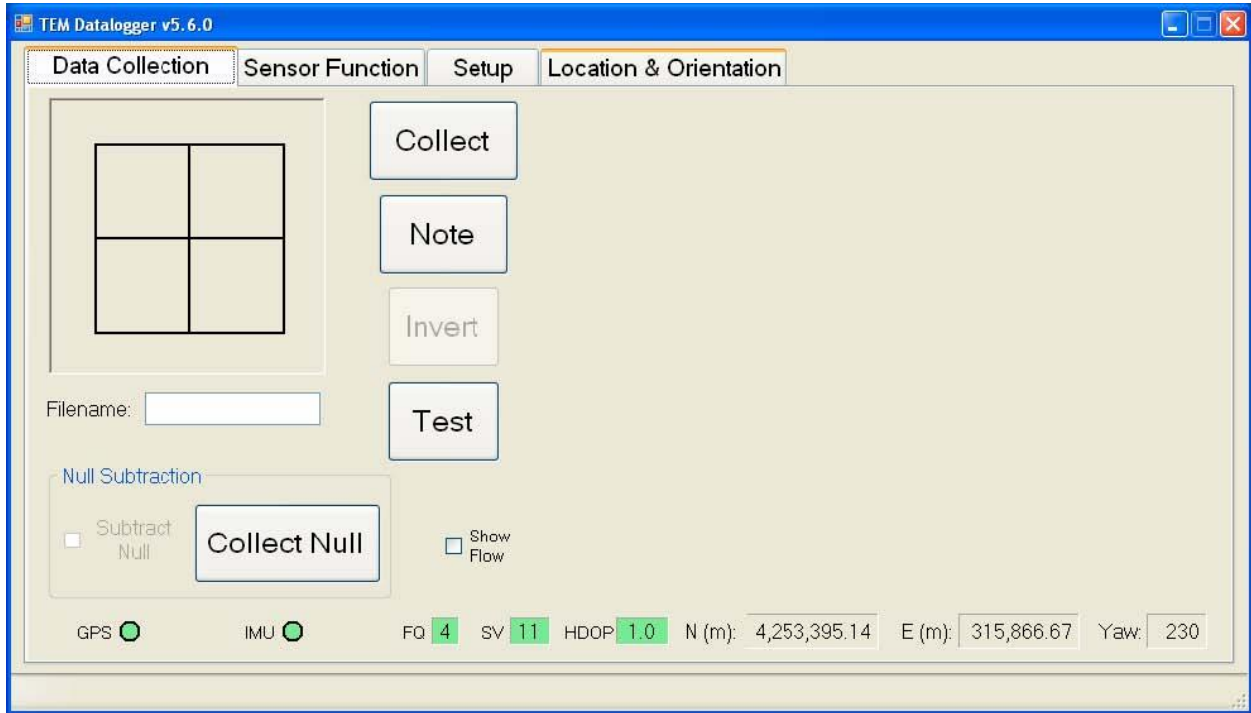 TEM Datalogger v5.6.0
Data Collection Sensor Function Setup Location & Orientation
Collect
Note
Invert
Filename:
Test
Null Subtraction
Subtract
Null
Collect Null
Show
Flow
GPS IMU FQ 4 SV 11 HDOP 1.0 N (m): 4,253,395.14 E (m): 315,866.67 Yaw: 230